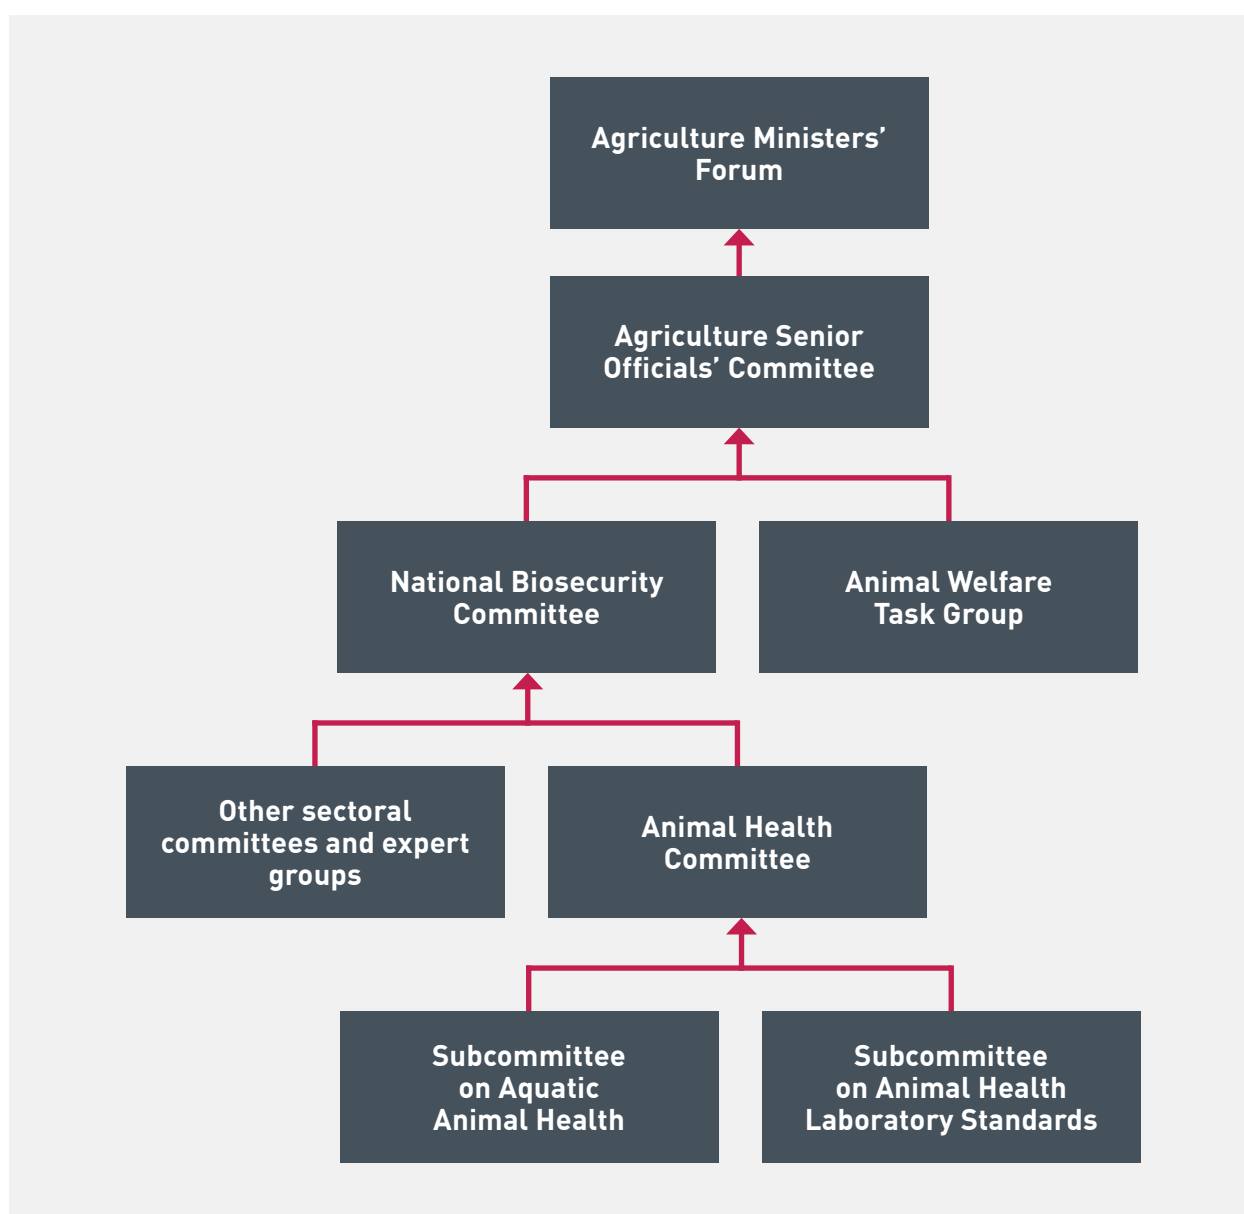 Agriculture Ministers’
Forum
Agriculture Senior
Officials’ Committee
National Biosecurity
Committee
Animal Welfare
Task Group
Other sectoral
committees and expert
groups
Animal Health
Committee
Subcommittee
on Aquatic
Animal Health
Subcommittee
on Animal Health
Laboratory Standards